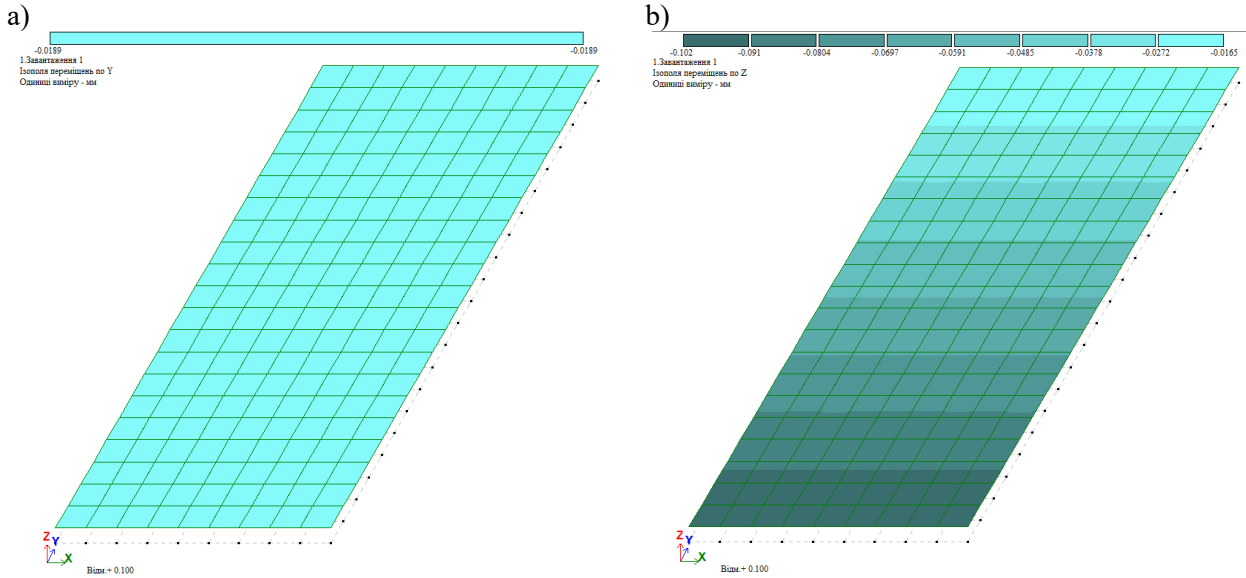 a)
-0.0189 -0.0189
1.Завантаження 1
Ізополя переміщень по Y
Одиниці виміру - мм
Z Y X
Відм.+ 0.100
b)
-0.102 -0.091 -0.0804 -0.0697 -0.0591 -0.0485 -0.0378 -0.0272 -0.0165
1.Завантаження 1
Ізополя переміщень по Z
Одиниці виміру - мм
Z Y X
Відм.+ 0.100